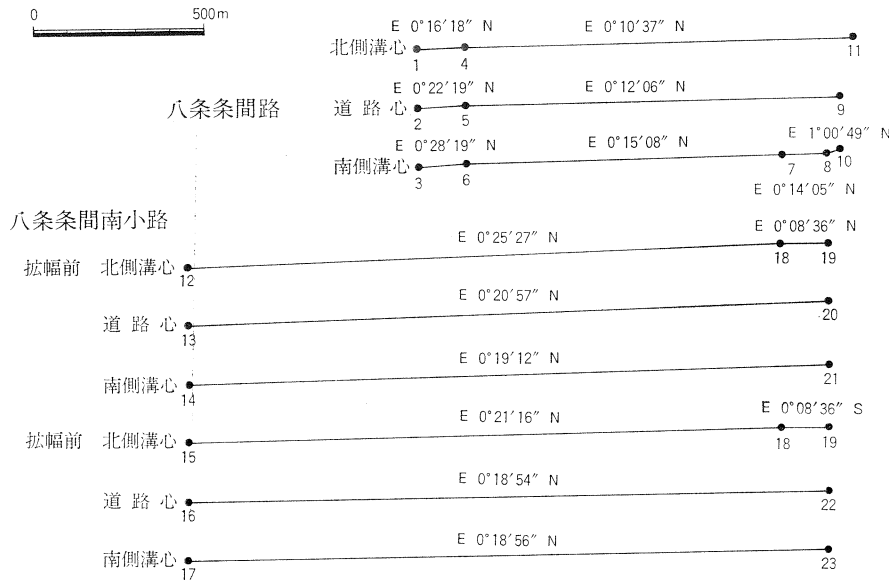 0 500m
E 0°16′18″ N E 0°10′37″ N
北側溝心 1 4 11
E 0°22′19″ N E 0°12′06″ N
八条条間路 道路心 2 5 9
E 0°28′19″ N E 0°15′08″ N E 1°00′49″ N
南側溝心 3 6 7 8 10
E 0°14′05″ N
八条条間南小路
E 0°25′27″ N E 0°08′36″ N
拡幅前 北側溝心 12 18 19
E 0°20′57″ N
道路心 13 20
E 0°19′12″ N
南側溝心 14 21
E 0°21′16″ N E 0°08′36″ S
拡幅前 北側溝心 15 18 19
E 0°18′54″ N
道路心 16 22
E 0°18′56″ N
南側溝心 17 23